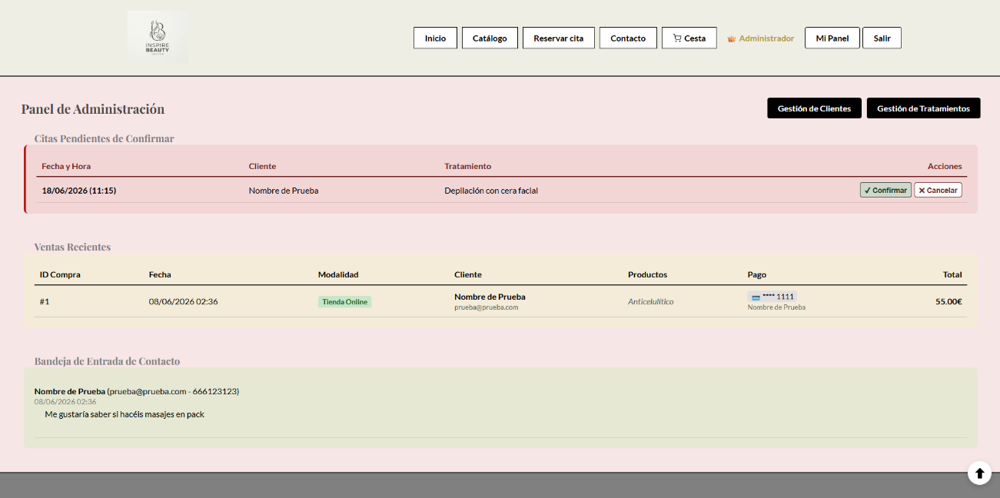 INSPIRE
BEAUTY
Inicio Catálogo Reservar cita Contacto Cesta Administrador Mi Panel Salir
Panel de Administración Gestión de Clientes Gestión de Tratamientos
Citas Pendientes de Confirmar
Fecha y Hora Cliente Tratamiento Acciones
18/06/2026 (11:15) Nombre de Prueba Depilación con cera facial ✓ Confirmar ✕ Cancelar
Ventas Recientes
ID Compra Fecha Modalidad Cliente Productos Pago Total
#1 08/06/2026 02:36 Tienda Online Nombre de Prueba Anticelulítico **** 1111 55.00€
prueba@prueba.com Nombre de Prueba
Bandeja de Entrada de Contacto
Nombre de Prueba (prueba@prueba.com - 666123123)
08/06/2026 02:36
Me gustaría saber si hacéis masajes en pack